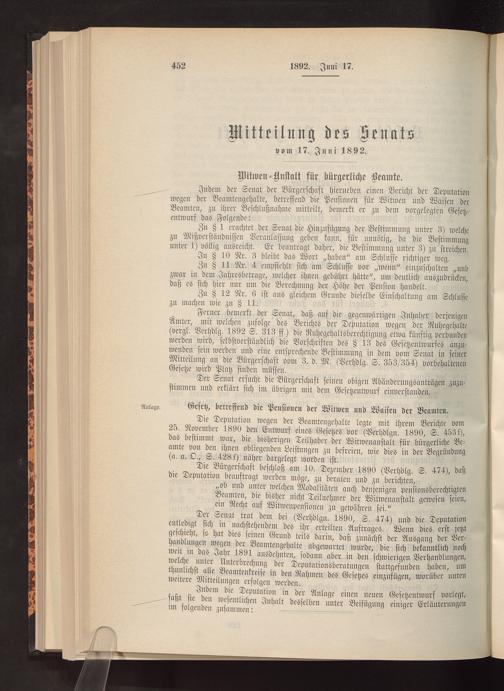 452
1892. Juni 17.
Mitteilung des Senats
vom 17. Juni 1892.
Witwen-Anstalt für bürgerliche Beamte.
Indem der Senat der Bürgerschaft hierneben einen Bericht der Deputation
wegen der Beamtengehalte, betreffend die Pensionen für Witwen und Waisen der
Beamten, zu ihrer Beschlußnahme mitteilt, bemerkt er zu dem vorgelegten Gesetz-
entwurf das Folgende:
Zu § 1 erachtet der Senat die Hinzufügung der Bestimmung unter 3) welche
zu Mißverständnissen Veranlassung geben kann, für unnötig, da die Bestimmung
unter 1) völlig ausreicht. Er beantragt daher, die Bestimmung unter 3) zu streichen.
Zu § 10 Nr. 3 bleibt das Wort „haben“ am Schlusse richtiger weg.
Zu § 11 Nr. 4 empfiehlt sich am Schlusse vor „wenn“ einzuschalten „und
zwar in dem Jahresbetrage, welcher ihnen gebührt hätte“, um deutlich auszudrücken,
daß es sich hier nur um die Berechnung der Höhe der Pension handelt.
Zu § 12 Nr. 6 ist aus gleichem Grunde dieselbe Einschaltung am Schlusse
zu machen wie zu § 11.
Ferner bemerkt der Senat, daß auf die gegenwärtigen Inhaber derjenigen
Ämter, mit welchen zufolge des Berichts der Deputation wegen der Ruhegehalte
(vergl. Verhdlg. 1892 S. 313 ff.) die Ruhegehaltsberechtigung etwa künftig verbunden
werden wird, selbstverständlich die Vorschriften des § 13 des Gesetzentwurfes anzu-
wenden sein werden und eine entsprechende Bestimmung in dem vom Senat in seiner
Mitteilung an die Bürgerschaft vom 3. d. M. (Verhdlg. S. 353/354) vorbehaltenen
Gesetze wird Platz finden müssen.
Der Senat ersucht die Bürgerschaft seinen obigen Abänderungsanträgen zuzu-
stimmen und erklärt sich im übrigen mit dem Gesetzentwurf einverstanden.
Anlage.
Gesetz, betreffend die Pensionen der Witwen und Waisen der Beamten.
Die Deputation wegen der Beamtengehalte legte mit ihrem Berichte vom
25. November 1890 den Entwurf eines Gesetzes vor (Verhdlgn. 1890, S. 453 f),
das bestimmt war, die bisherigen Teilhaber der Witwenanstalt für bürgerliche Be-
amte von den ihnen obliegenden Leistungen zu befreien, wie dies in der Begründung
(a. a. O., S. 428 f) näher dargelegt worden ist.
Die Bürgerschaft beschloß am 10. Dezember 1890 (Verhdlg. S. 474), daß
die Deputation beauftragt werden möge, zu beraten und zu berichten,
„ob und unter welchen Modalitäten auch denjenigen pensionsberechtigten
Beamten, die bisher nicht Teilnehmer der Witwenanstalt gewesen seien,
ein Recht auf Witwenpensionen zu gewähren sei.“
Der Senat trat dem bei (Verhdlgn. 1890, S. 474) und die Deputation
entledigt sich in nachstehendem des ihr erteilten Auftrages. Wenn dies erst jetzt
geschieht, so hat dies seinen Grund teils darin, daß zunächst der Ausgang der Ver-
handlungen wegen der Beamtengehalte abgewartet wurde, die sich bekanntlich noch
weit in das Jahr 1891 ausdehnten, sodann aber in den schwierigen Verhandlungen,
welche unter Unterbrechung der Deputationsberatungen stattgefunden haben, um
thunlichst alle Beamtenkreise in den Rahmen des Gesetzes einzufügen, worüber unten
weitere Mitteilungen erfolgen werden.
Indem die Deputation in der Anlage einen neuen Gesetzentwurf vorlegt,
faßt sie den wesentlichen Inhalt desselben unter Beifügung einiger Erläuterungen
im folgenden zusammen: